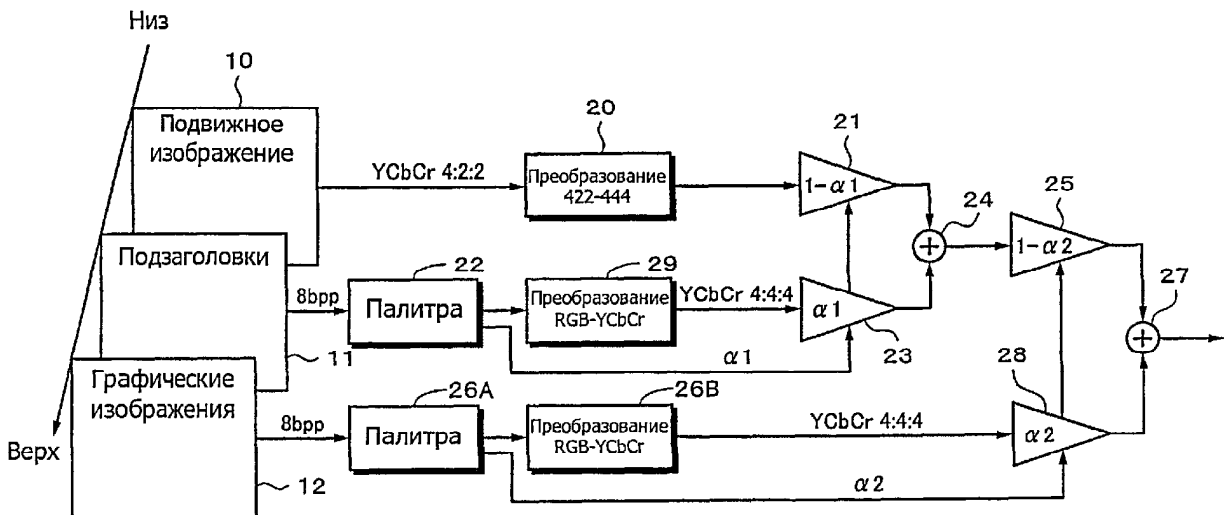 Низ
10
Подвижное
изображение
YCbCr 4:2:2
20
Преобразование
422-444
21
1-α1
24
25
1-α2
Подзаголовки
11
8bpp
22
Палитра
29
Преобразование
RGB-YCbCr
YCbCr 4:4:4
α1
23
α1
27
Графические
изображения
12
8bpp
26A
Палитра
26B
Преобразование
RGB-YCbCr
YCbCr 4:4:4
28
α2
α2
Верх